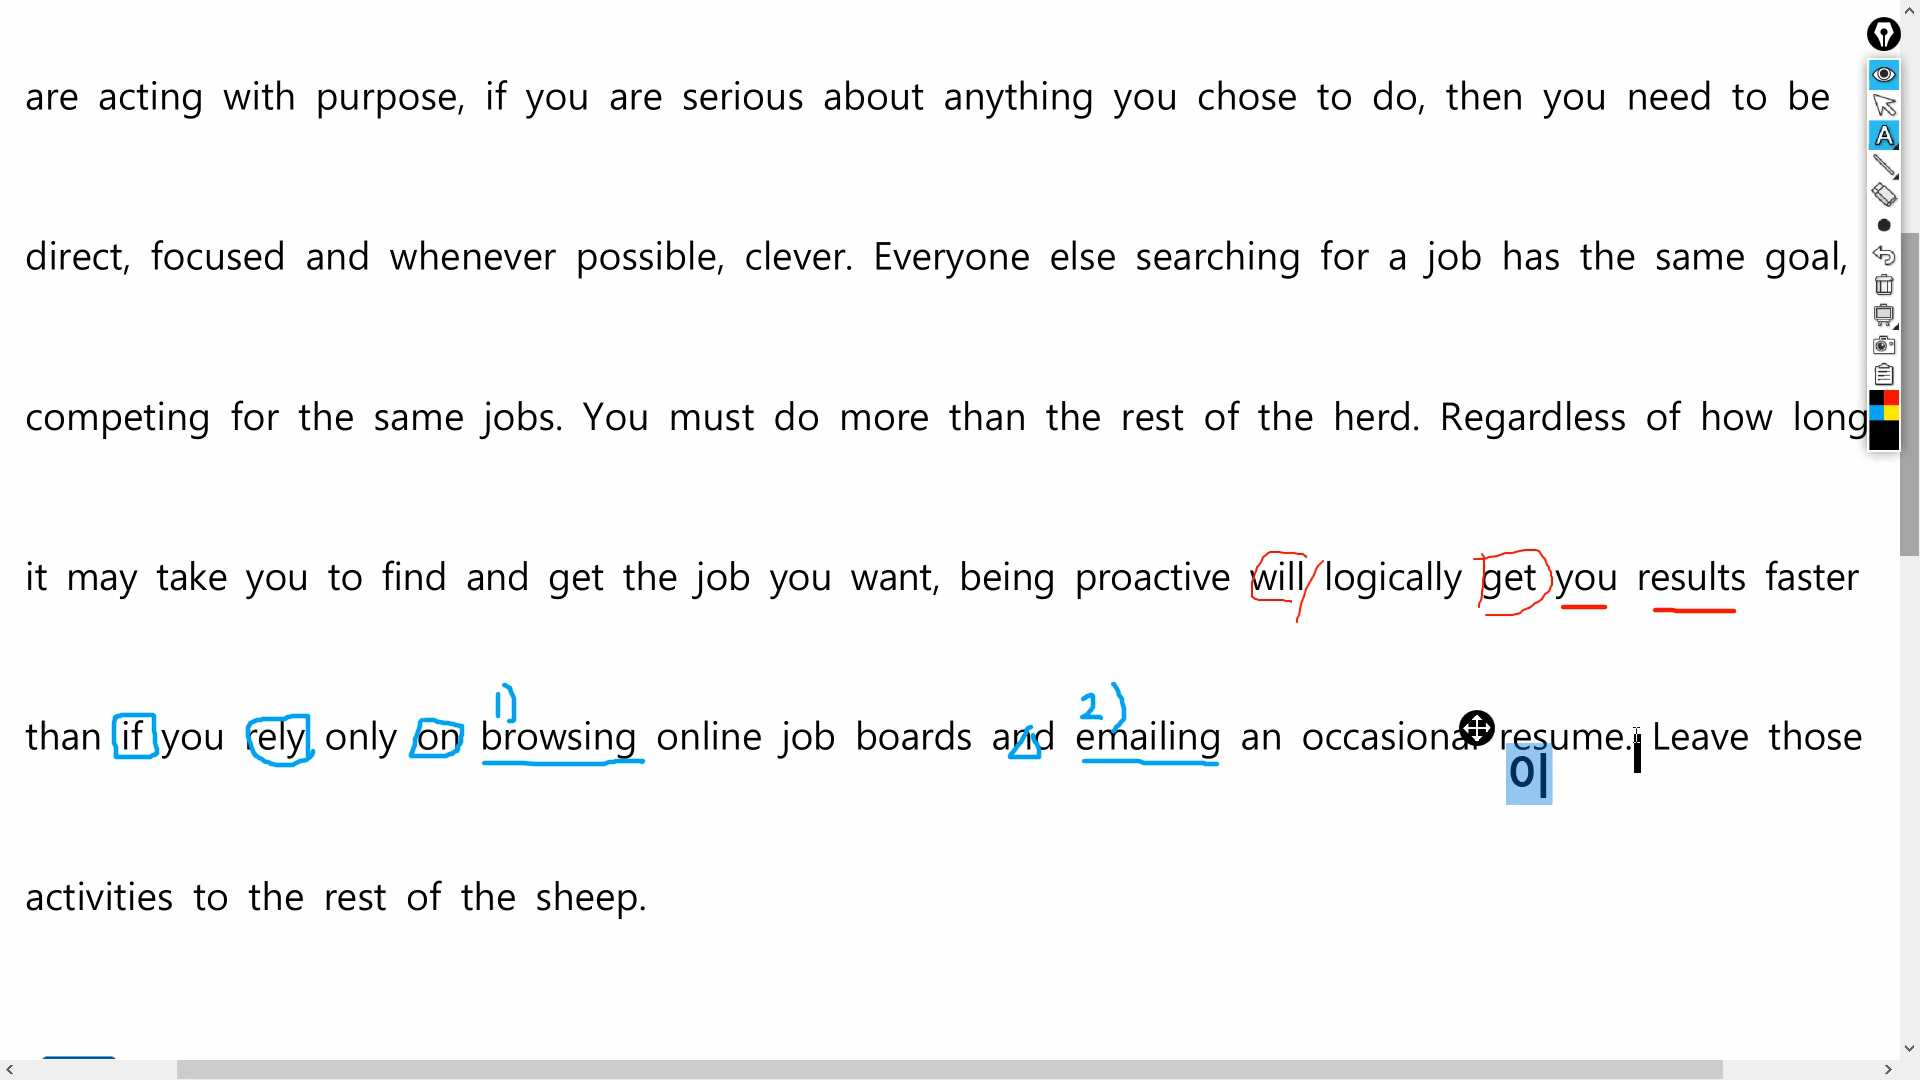 are acting with purpose, if you are serious about anything you chose to do, then you need to be
direct, focused and whenever possible, clever. Everyone else searching for a job has the same goal,
competing for the same jobs. You must do more than the rest of the herd. Regardless of how long
it may take you to find and get the job you want, being proactive will logically get you results faster
1) 2)
than if you rely only on browsing online job boards and emailing an occasional resume. Leave those
이
activities to the rest of the sheep.